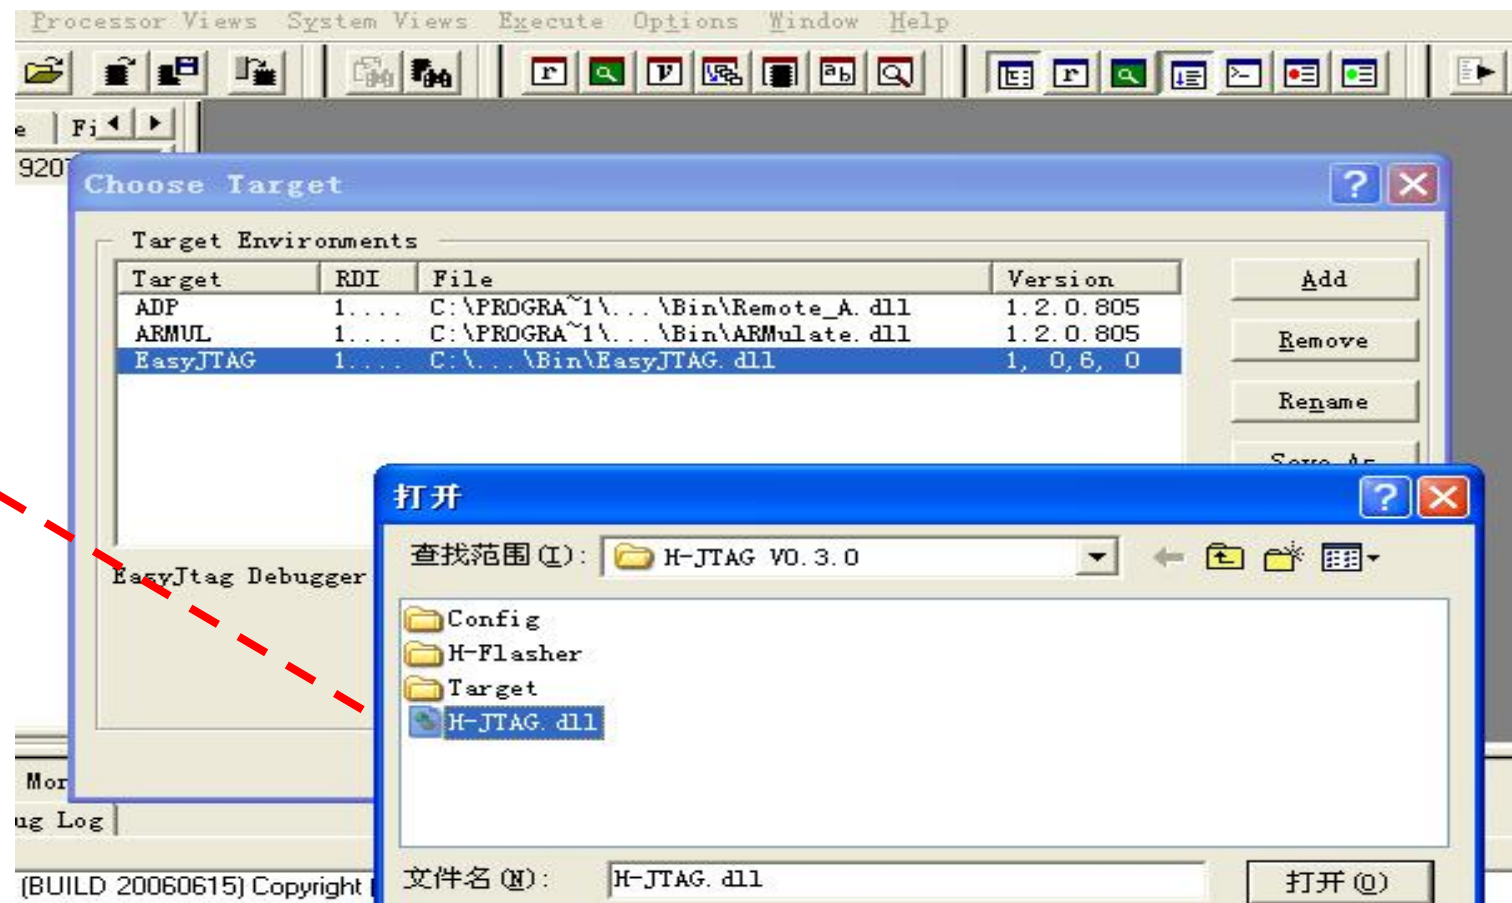 Processor Views System Views Execute Options Window Help
e Fi
920
Choose Target
Target Environments
Target RDI File Version
ADP 1.... C:\PROGRA~1\...\Bin\Remote_A.dll 1.2.0.805
ARMUL 1.... C:\PROGRA~1\...\Bin\ARMulate.dll 1.2.0.805
EasyJTAG 1.... C:\...\Bin\EasyJTAG.dll 1, 0,6, 0
Add
Remove
Rename
Save As
EasyJtag Debugger
打开
查找范围(I): H-JTAG V0.3.0
Config
H-Flasher
Target
H-JTAG.dll
文件名(N): H-JTAG.dll 打开(O)
Mor
ug Log
(BUILD 20060615) Copyright